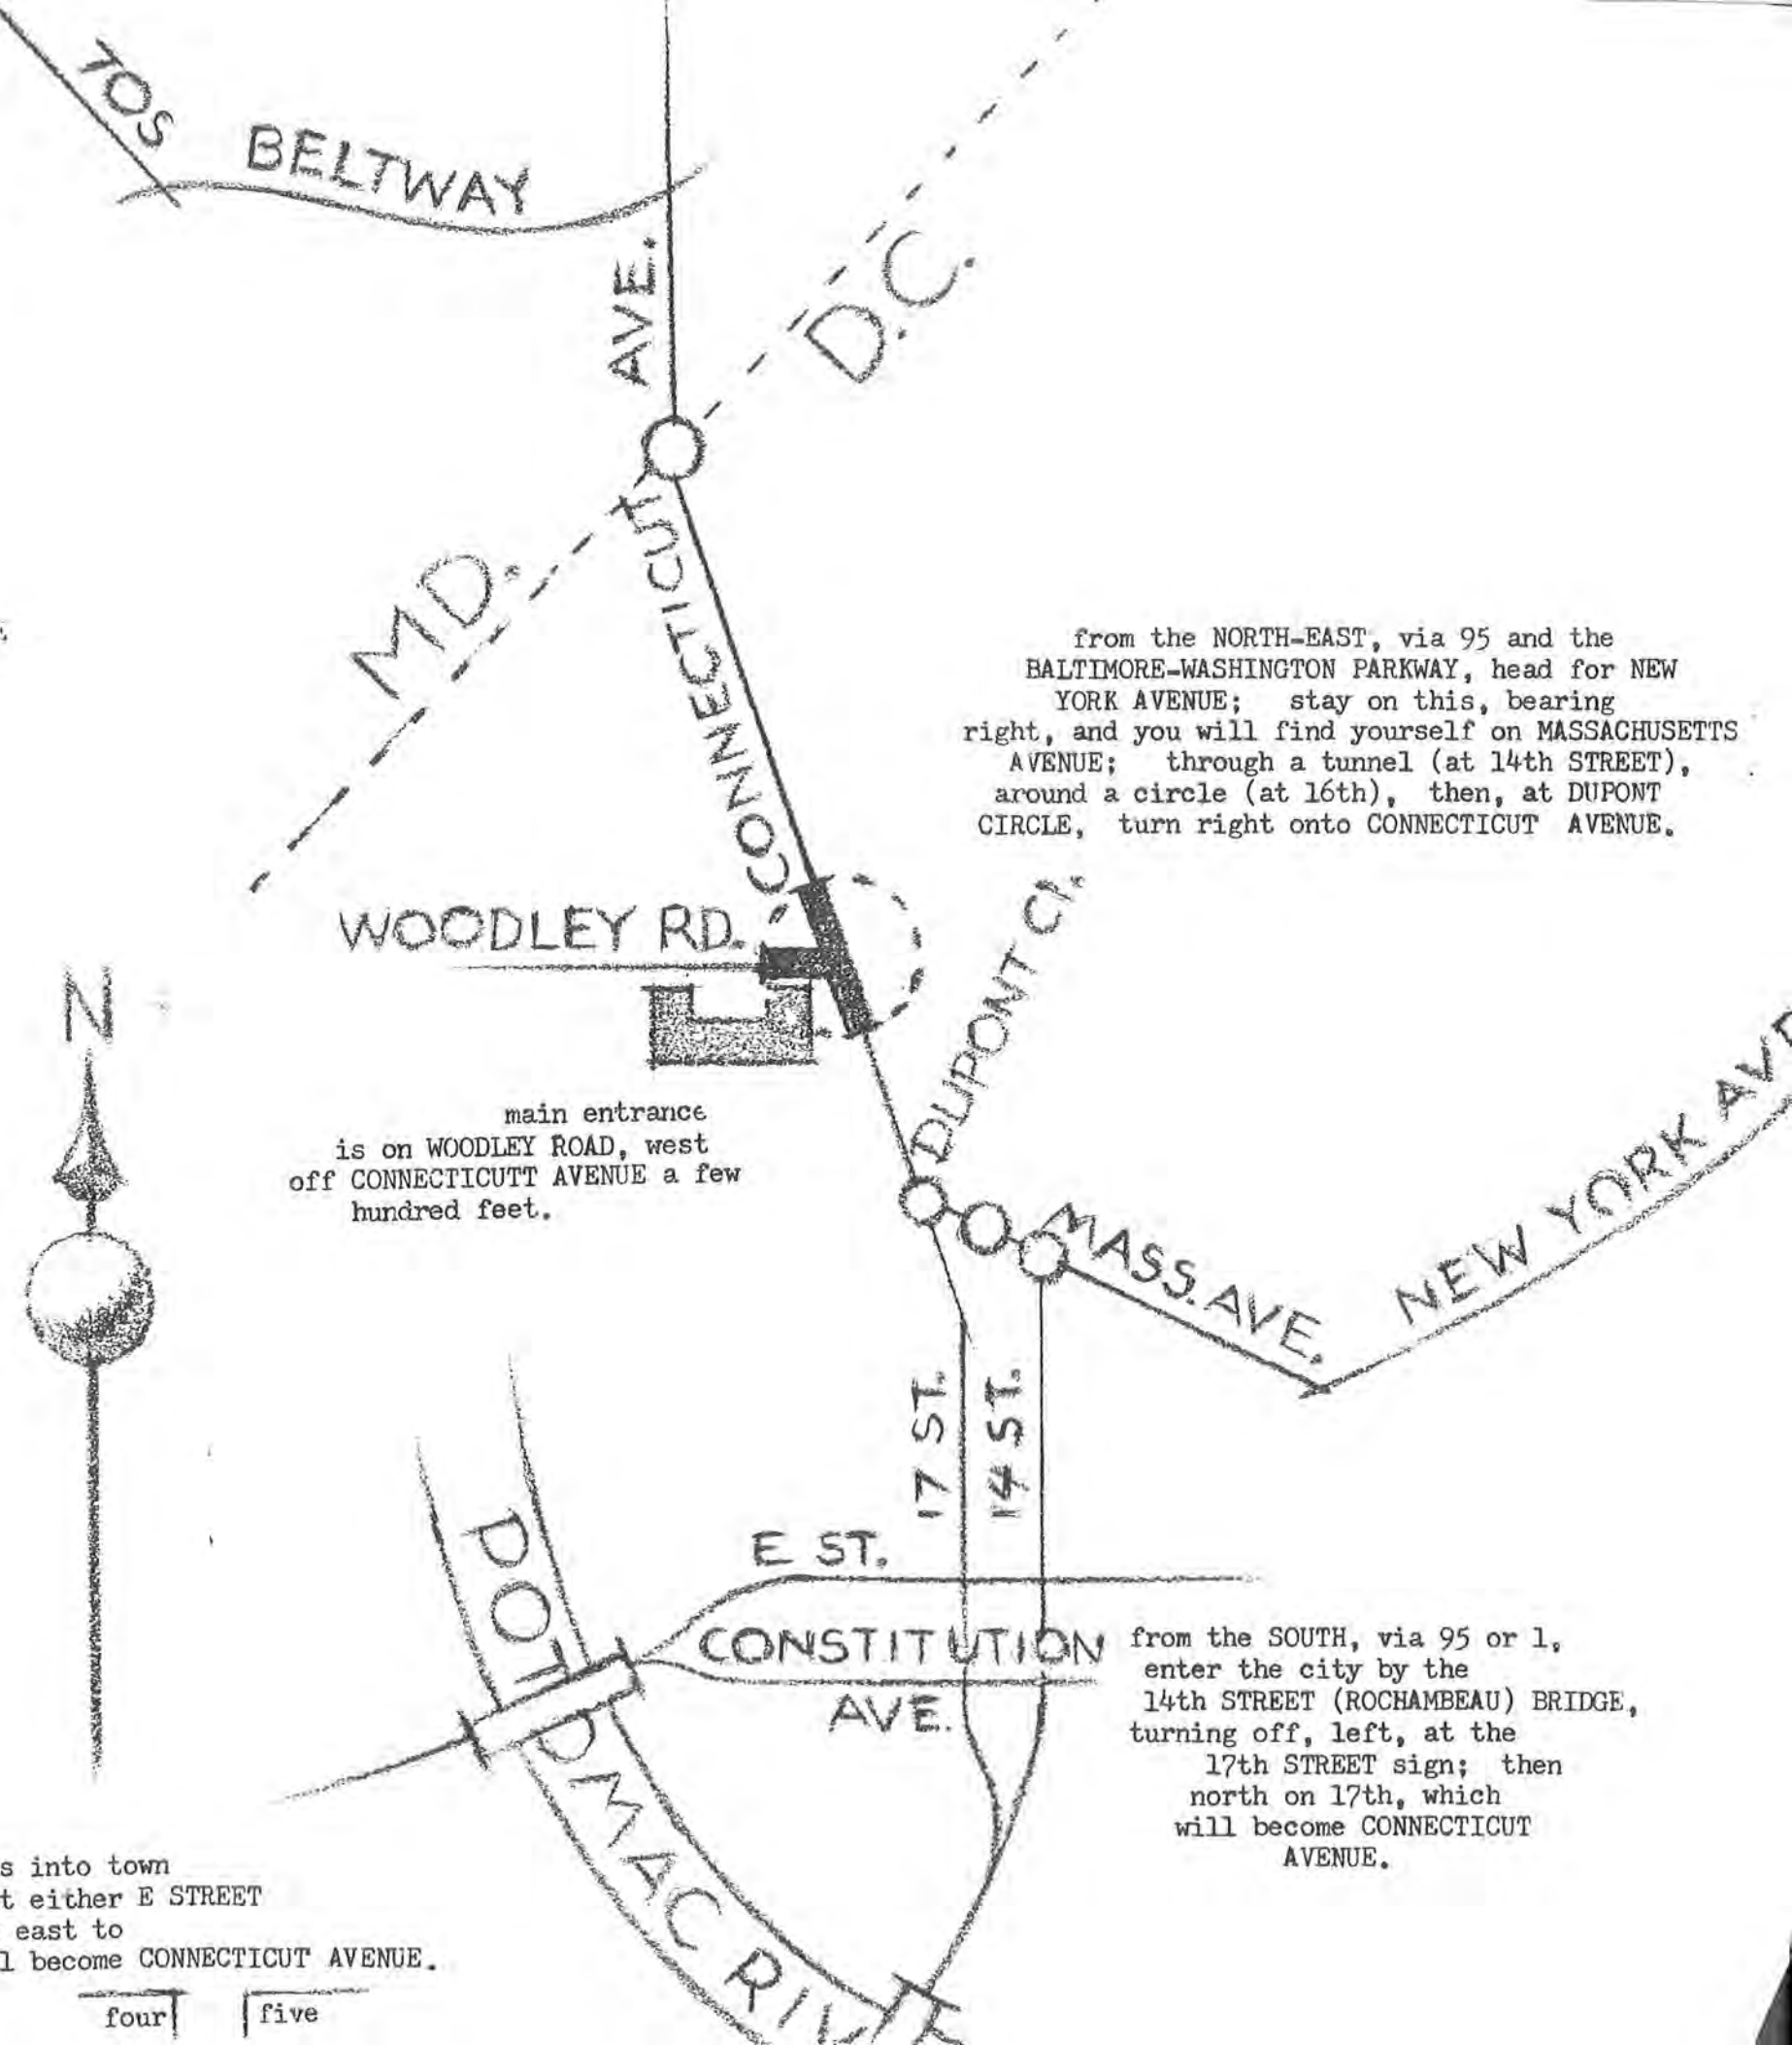 70S
BELTWAY
AVE.
D.C.
CONNECTICUT
MD.
from the NORTH-EAST, via 95 and the
BALTIMORE-WASHINGTON PARKWAY, head for NEW
YORK AVENUE; stay on this, bearing
right, and you will find yourself on MASSACHUSETTS
AVENUE; through a tunnel (at 14th STREET),
around a circle (at 16th), then, at DUPONT
CIRCLE, turn right onto CONNECTICUT AVENUE.
WOODLEY RD.
DUPONT CI.
N
main entrance
is on WOODLEY ROAD, west
off CONNECTICUTT AVENUE a few
hundred feet.
MASS. AVE.
NEW YORK AVE
17 ST.
14 ST.
E ST.
CONSTITUTION
AVE.
POTOMAC RIV
from the SOUTH, via 95 or 1,
enter the city by the
14th STREET (ROCHAMBEAU) BRIDGE,
turning off, left, at the
17th STREET sign; then
north on 17th, which
will become CONNECTICUT
AVENUE.
s into town
t either E STREET
east to
l become CONNECTICUT AVENUE.
four
five